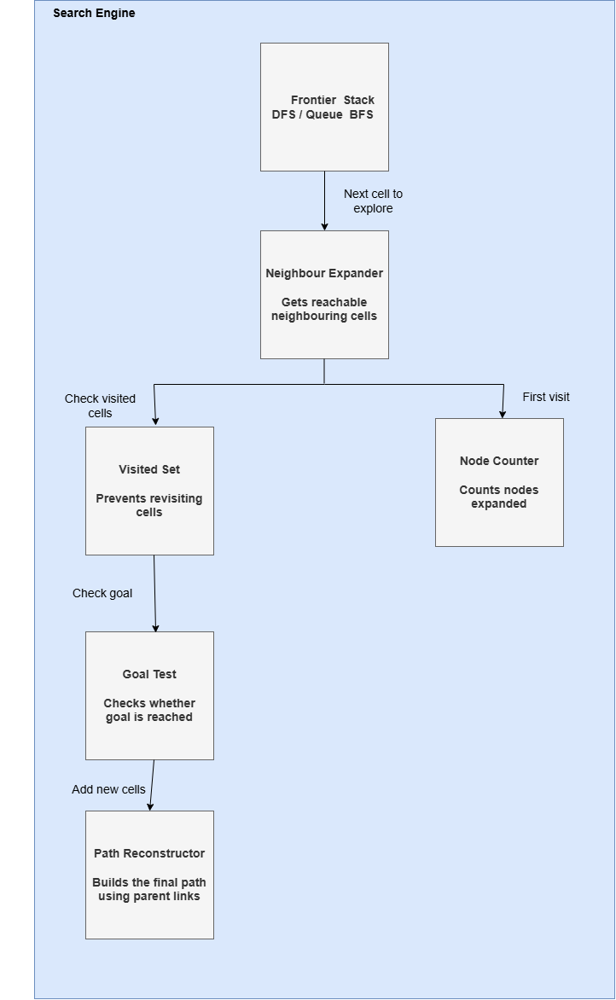 Search Engine
Frontier Stack
DFS / Queue BFS
Next cell to
explore
Neighbour Expander
Gets reachable
neighbouring cells
Check visited
cells
First visit
Visited Set
Prevents revisiting
cells
Node Counter
Counts nodes
expanded
Check goal
Goal Test
Checks whether
goal is reached
Add new cells
Path Reconstructor
Builds the final path
using parent links